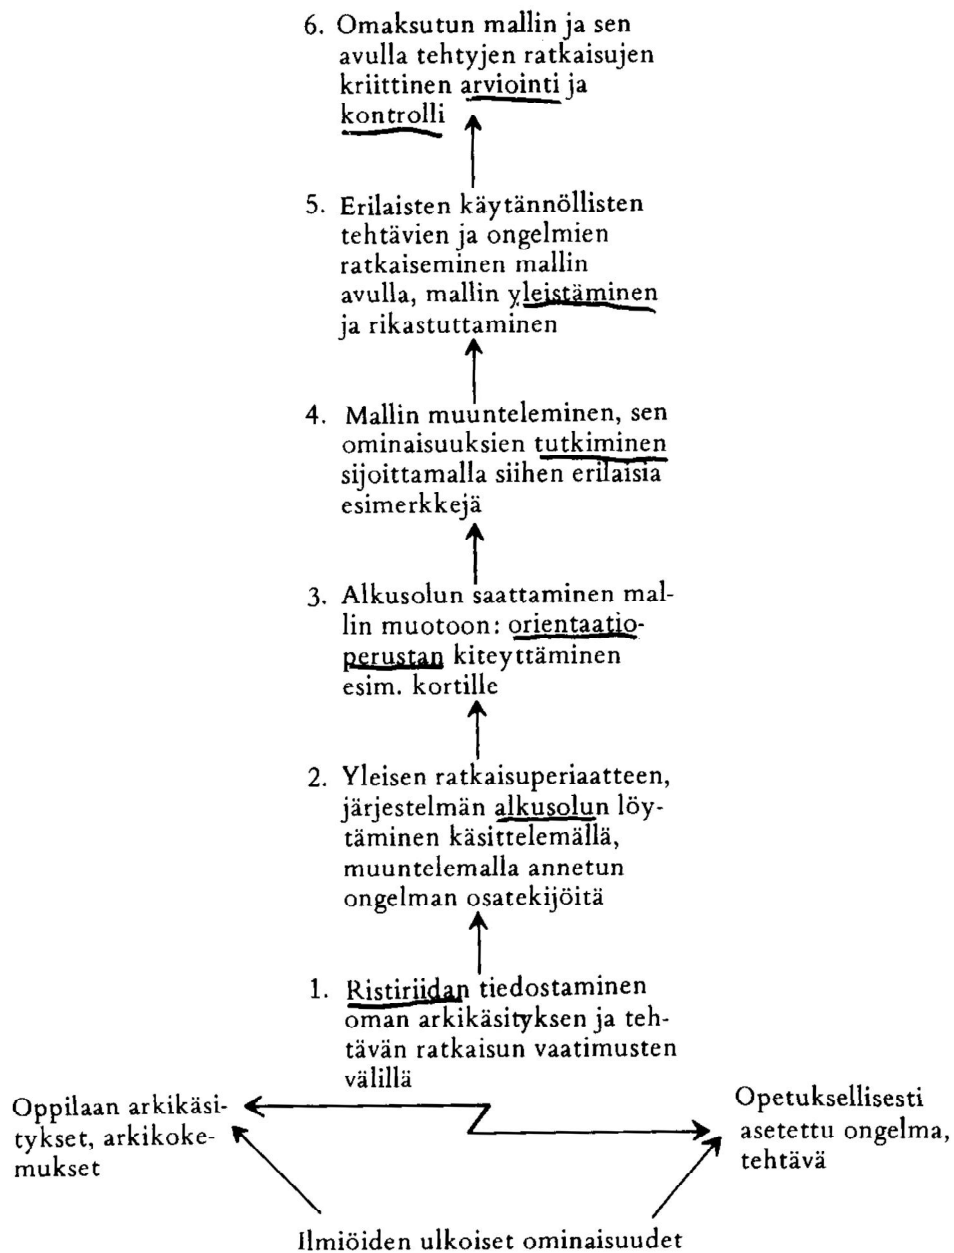 6. Omaksutun mallin ja sen
avulla tehtyjen ratkaisujen
kriittinen arviointi ja
kontrolli
5. Erilaisten käytännöllisten
tehtävien ja ongelmien
ratkaiseminen mallin
avulla, mallin yleistäminen
ja rikastuttaminen
4. Mallin muunteleminen, sen
ominaisuuksien tutkiminen
sijoittamalla siihen erilaisia
esimerkkejä
3. Alkusolun saattaminen mal-
lin muotoon: orientaatio-
perustan kiteyttäminen
esim. kortille
2. Yleisen ratkaisuperiaatteen,
järjestelmän alkusolun löy-
täminen käsittelemällä,
muuntelemalla annetun
ongelman osatekijöitä
1. Ristiriidan tiedostaminen
oman arkikäsityksen ja teh-
tävän ratkaisun vaatimusten
välillä
Oppilaan arkikäsi-
tykset, arkikoke-
mukset
Opetuksellisesti
asetettu ongelma,
tehtävä
Ilmiöiden ulkoiset ominaisuudet